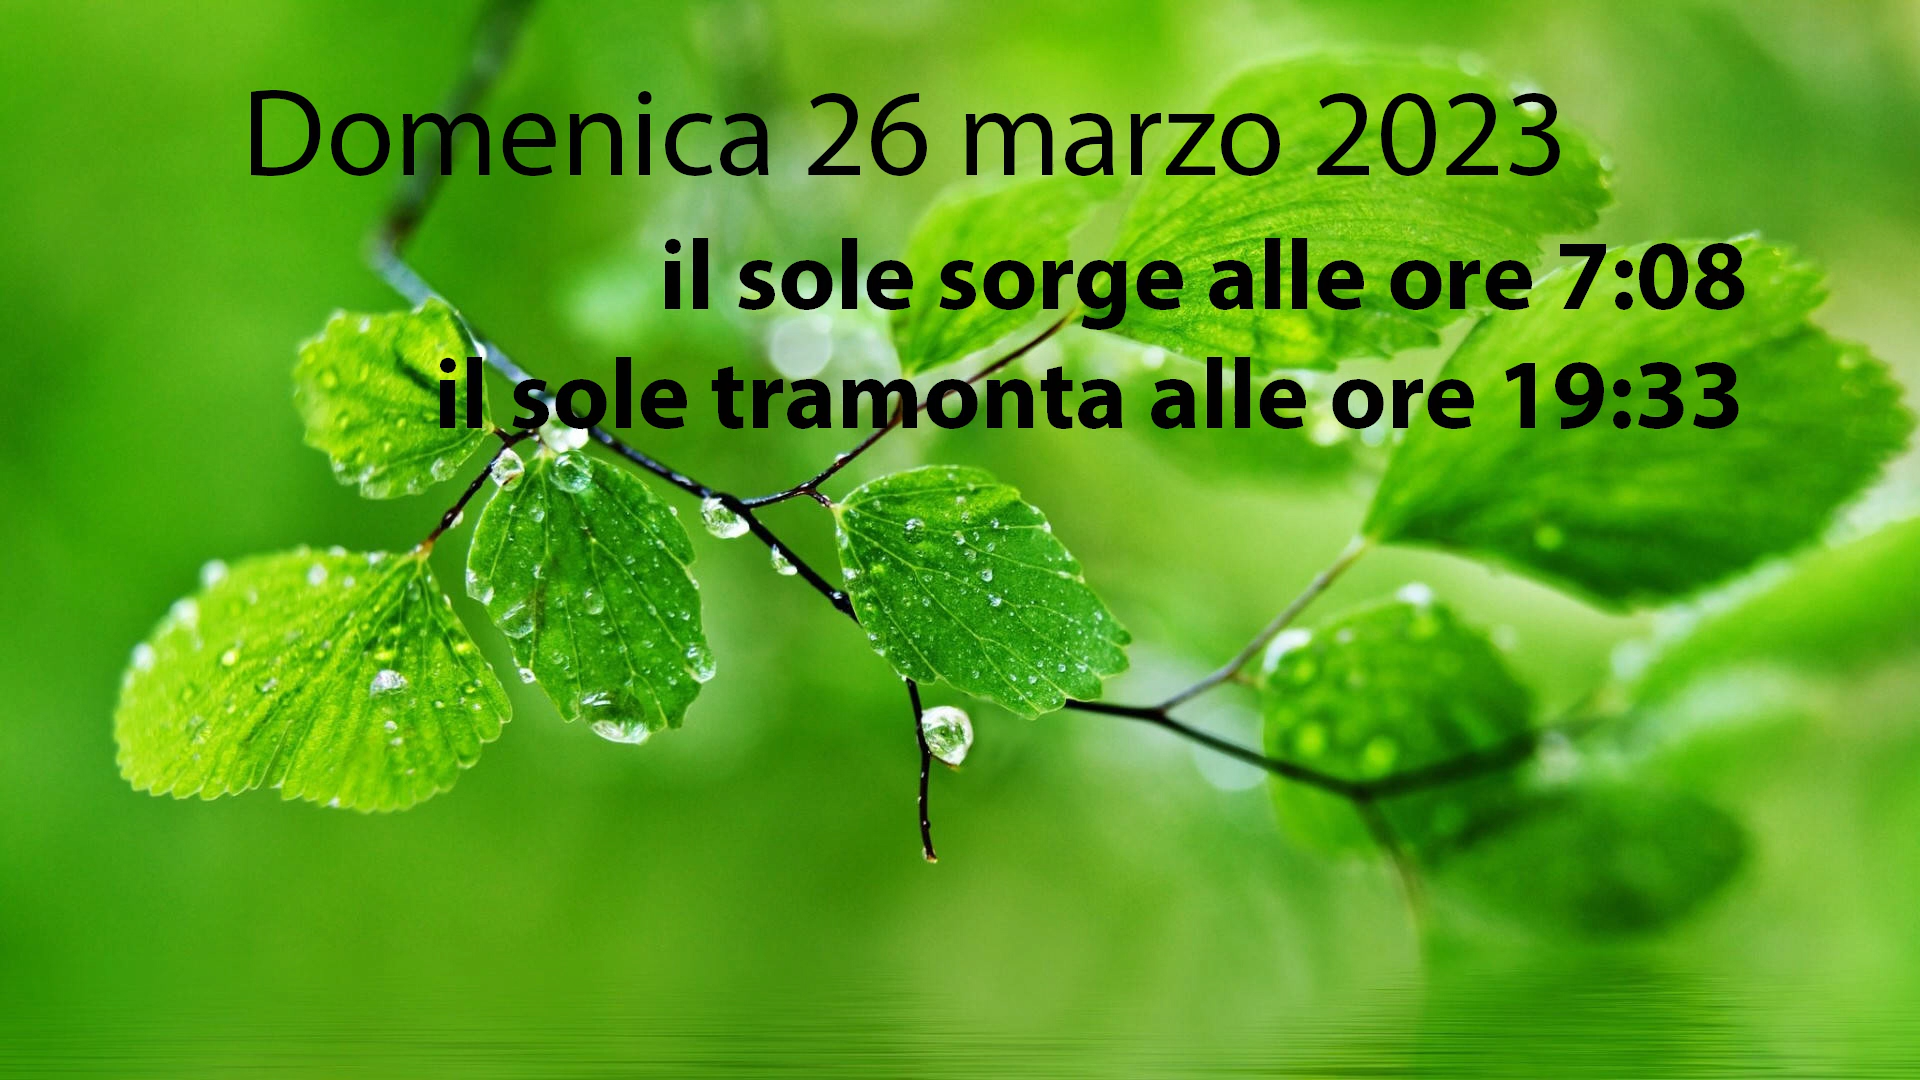 Domenica 26 marzo 2023
il sole sorge alle ore 7:08
il sole tramonta alle ore 19:33